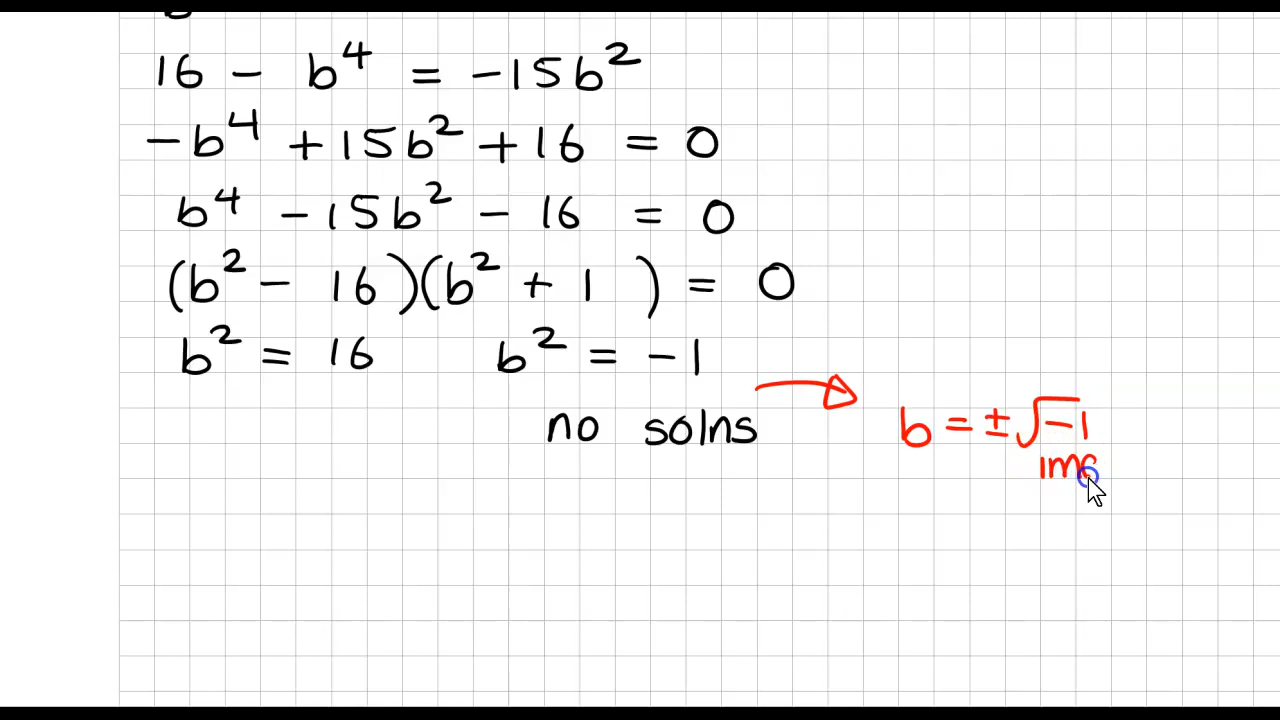 16 - b⁴ = -15b²
-b⁴ + 15b² + 16 = 0
b⁴ - 15b² - 16 = 0
(b² - 16)(b² + 1) = 0
b² = 16 b² = -1
no solns
b = ±√-1